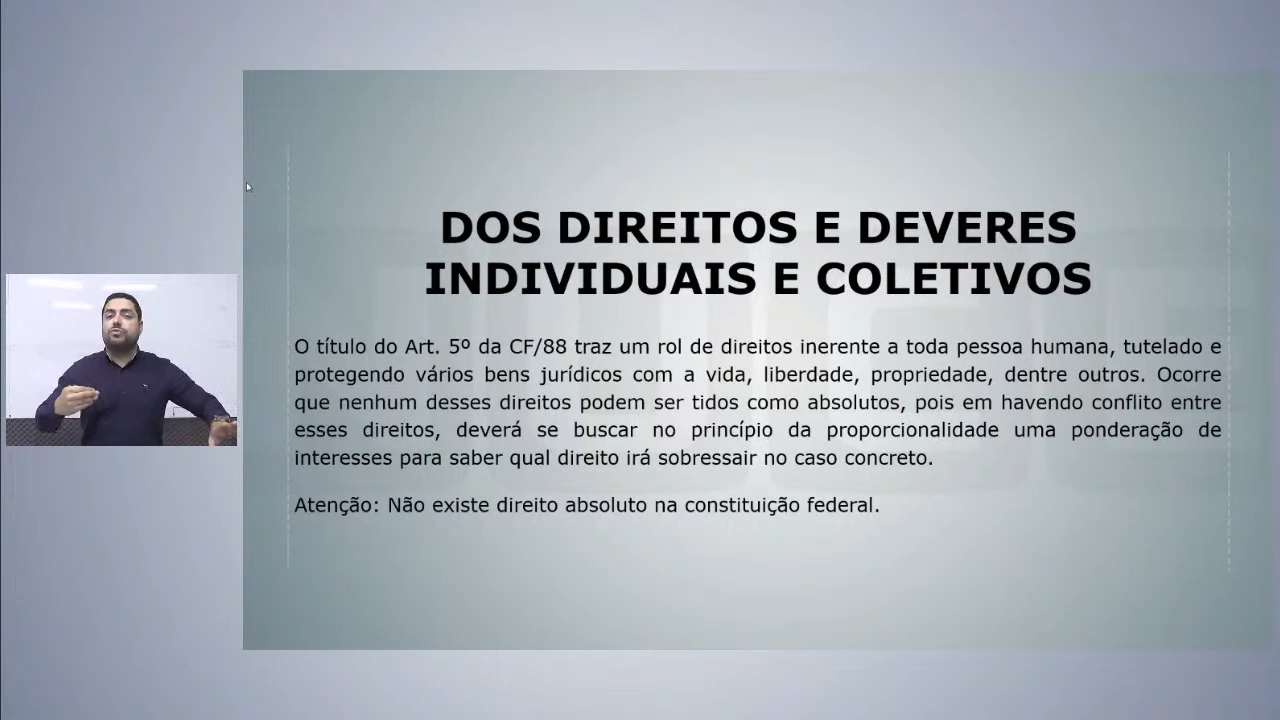 DOS DIREITOS E DEVERES
INDIVIDUAIS E COLETIVOS
O título do Art. 5º da CF/88 traz um rol de direitos inerente a toda pessoa humana, tutelado e
protegendo vários bens jurídicos com a vida, liberdade, propriedade, dentre outros. Ocorre
que nenhum desses direitos podem ser tidos como absolutos, pois em havendo conflito entre
esses direitos, deverá se buscar no princípio da proporcionalidade uma ponderação de
interesses para saber qual direito irá sobressair no caso concreto.
Atenção: Não existe direito absoluto na constituição federal.